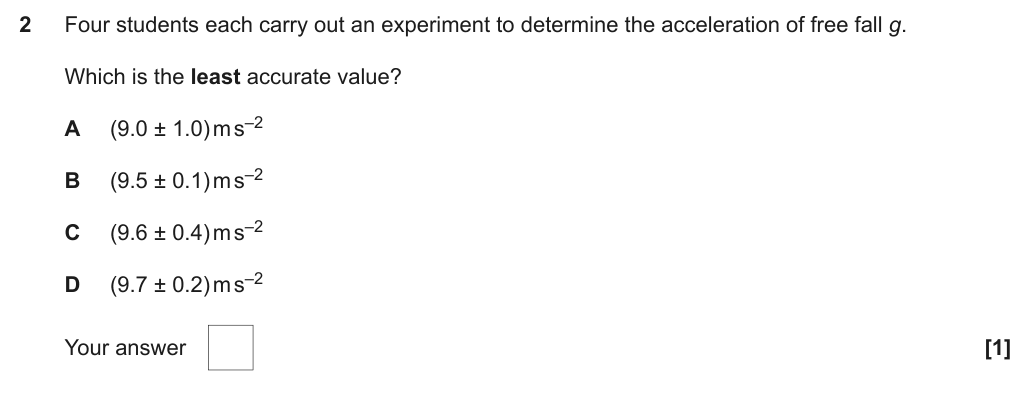 2 Four students each carry out an experiment to determine the acceleration of free fall g.
Which is the least accurate value?
A (9.0 ± 1.0) m s⁻²
B (9.5 ± 0.1) m s⁻²
C (9.6 ± 0.4) m s⁻²
D (9.7 ± 0.2) m s⁻²
Your answer [1]